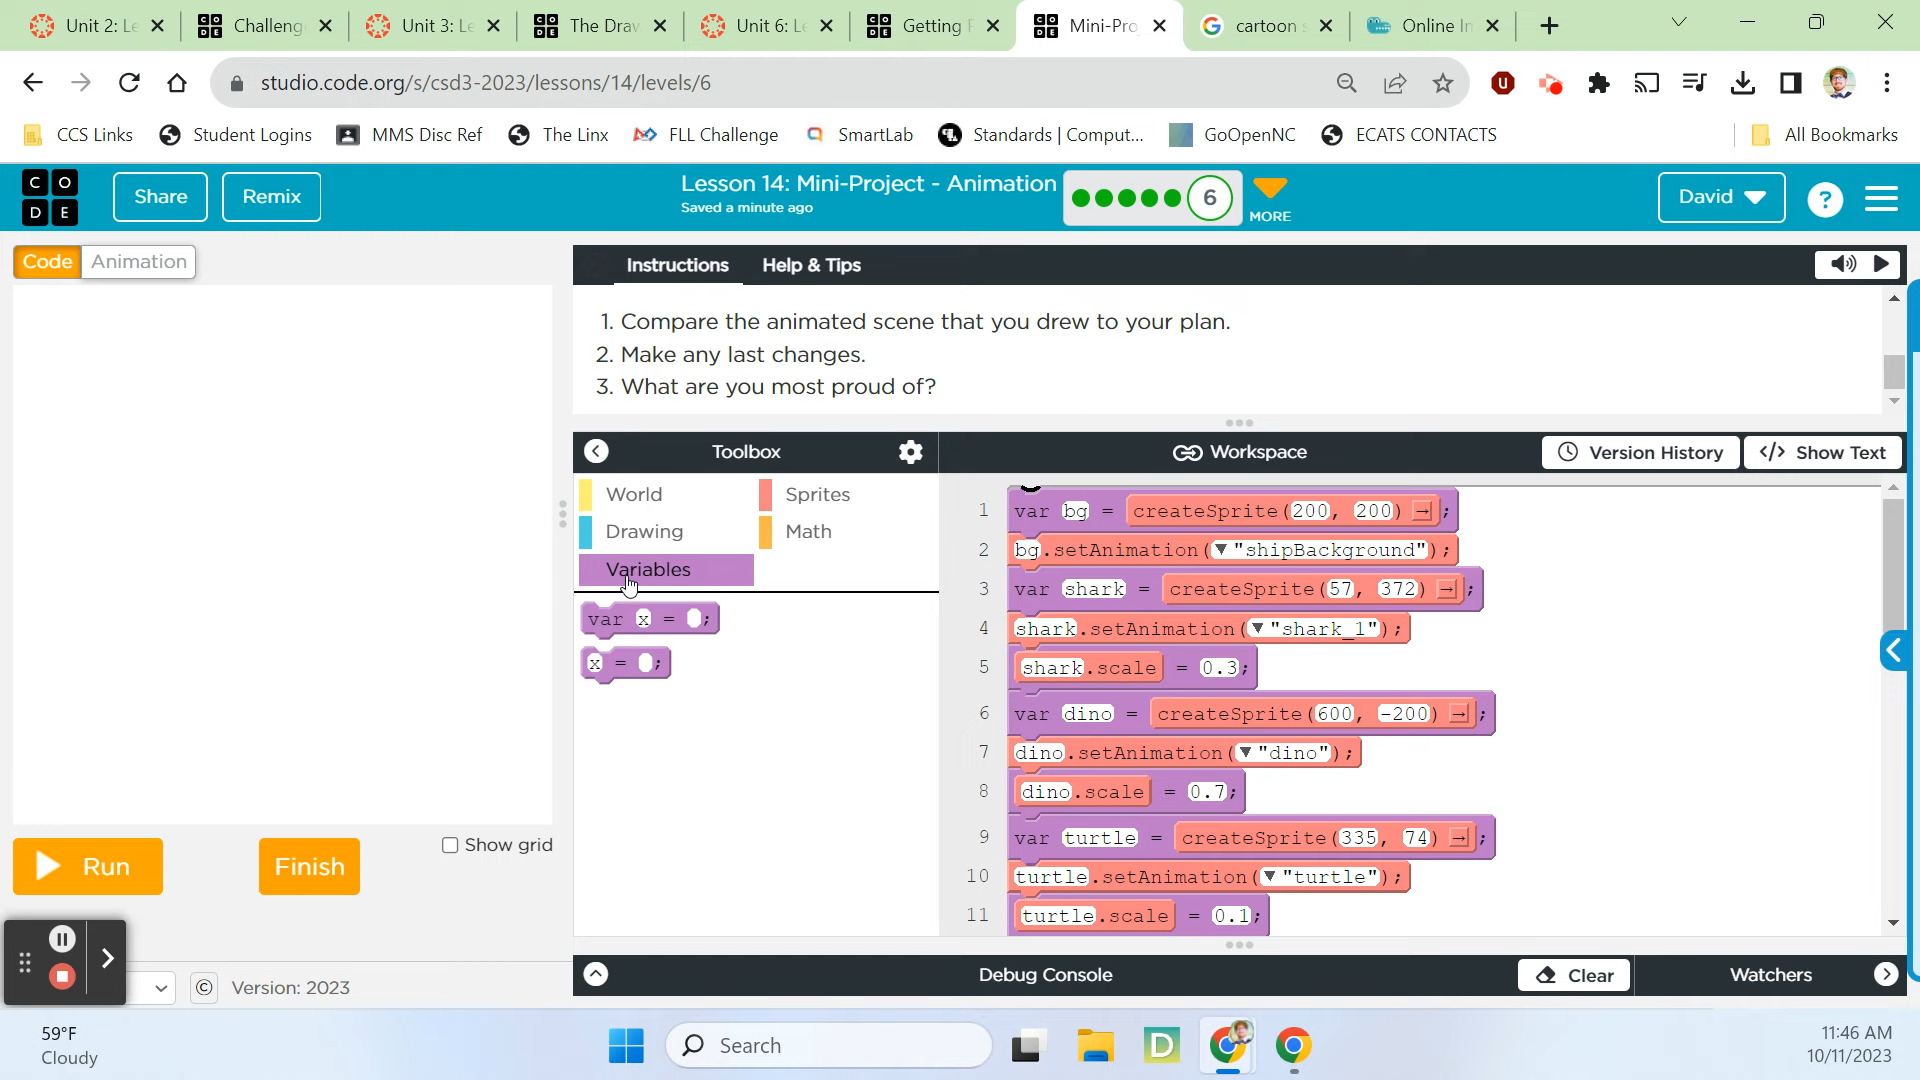 Unit 2: Le
Challeng
Unit 3: Le
The Draw
Unit 6: Le
Getting F
Mini-Pro
cartoon s
Online In
studio.code.org/s/csd3-2023/lessons/14/levels/6
CCS Links
Student Logins
MMS Disc Ref
The Linx
FLL Challenge
SmartLab
Standards | Comput...
GoOpenNC
ECATS CONTACTS
All Bookmarks
C O
D E
Share
Remix
Lesson 14: Mini-Project - Animation
Saved a minute ago
6
MORE
David
?
Code
Animation
Instructions
Help & Tips
1. Compare the animated scene that you drew to your plan.
2. Make any last changes.
3. What are you most proud of?
Toolbox
Workspace
Version History
</> Show Text
World
Sprites
Drawing
Math
Variables
var x = ;
x = ;
1 var bg = createSprite(200, 200) → ;
2 bg.setAnimation(▼ "shipBackground");
3 var shark = createSprite(57, 372) → ;
4 shark.setAnimation(▼ "shark_1");
5 shark.scale = 0.3;
6 var dino = createSprite(600, -200) → ;
7 dino.setAnimation(▼ "dino");
8 dino.scale = 0.7;
9 var turtle = createSprite(335, 74) → ;
10 turtle.setAnimation(▼ "turtle");
11 turtle.scale = 0.1;
Run
Finish
Show grid
© Version: 2023
Debug Console
Clear
Watchers
59°F
Cloudy
Search
D
11:46 AM
10/11/2023